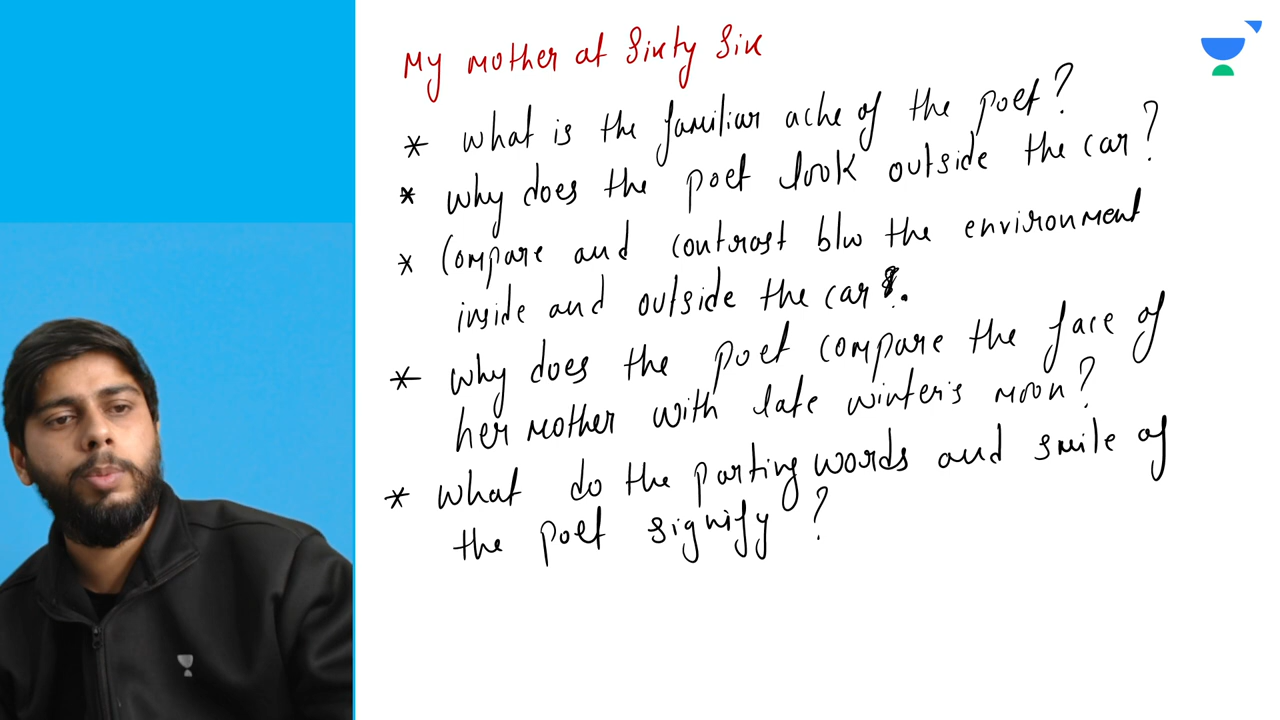 My mother at Sixty Six
* what is the familiar ache of the poet?
* why does the poet look outside the car?
* Compare and contrast b/w the environment
inside and outside the car.
* why does the poet compare the face of
her mother with late winter's moon?
* what do the parting words and smile of
the poet signify?